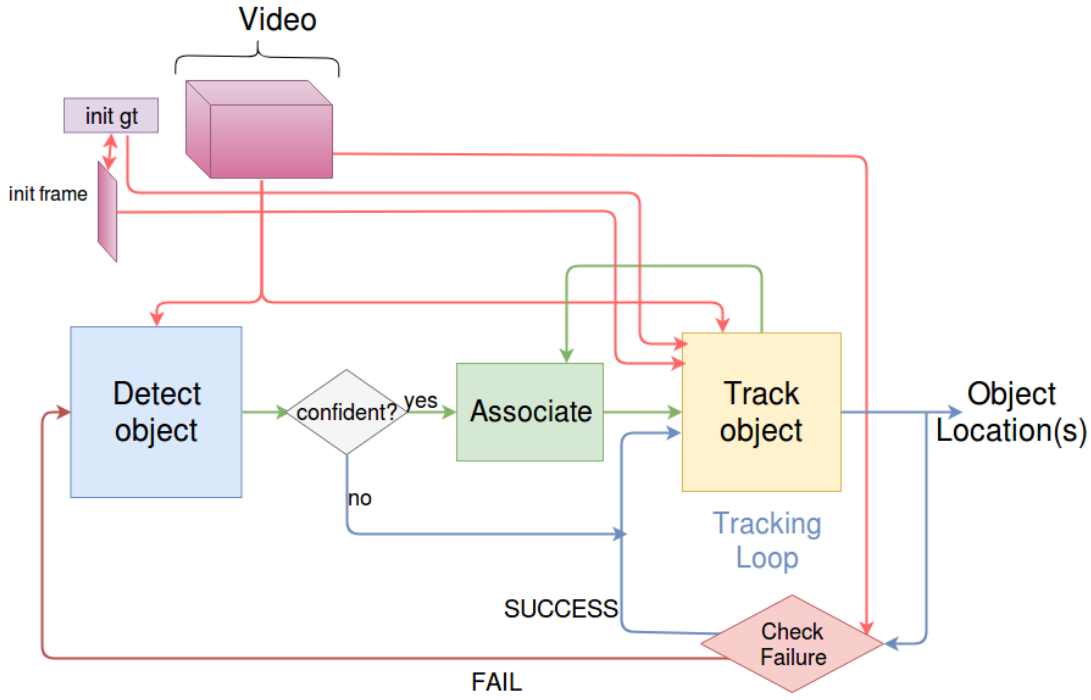 Video
init gt
init frame
Detect
object
confident?
yes
no
Associate
Track
object
Object
Location(s)
Tracking
Loop
SUCCESS
Check
Failure
FAIL